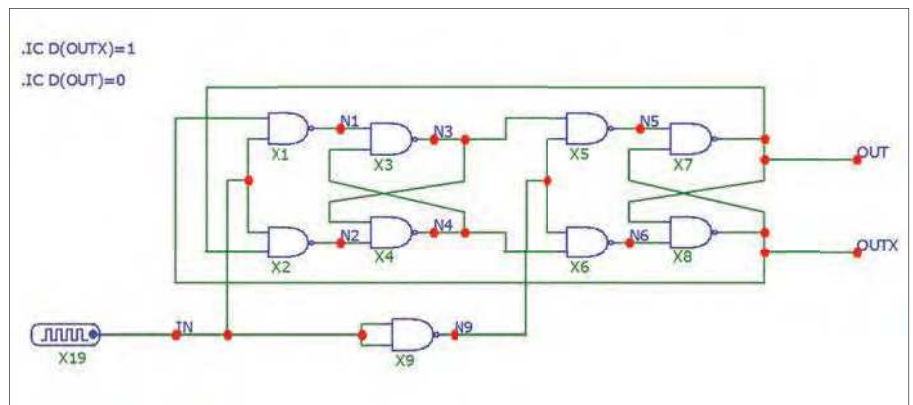 .IC D(OUTX)=1
.IC D(OUT)=0
N1 N3 N5
X1 X3 X5 X7
OUT
N2 N4 N6
X2 X4 X6 X8
OUTX
IN N9
X19 X9